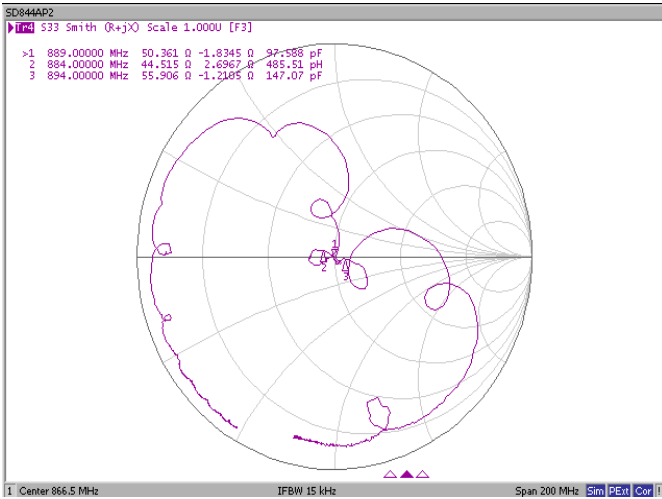 SD844AP2
Tr4 S33 Smith (R+jX) Scale 1.000U [F3]
>1 889.00000 MHz 50.361 Ω -1.8345 Ω 97.588 pF
2 884.00000 MHz 44.515 Ω 2.6967 Ω 485.51 pH
3 894.00000 MHz 55.906 Ω -1.2105 Ω 147.07 pF
1
2
3
1 Center 866.5 MHz IFBW 15 kHz Span 200 MHz Sim PExt Cor !